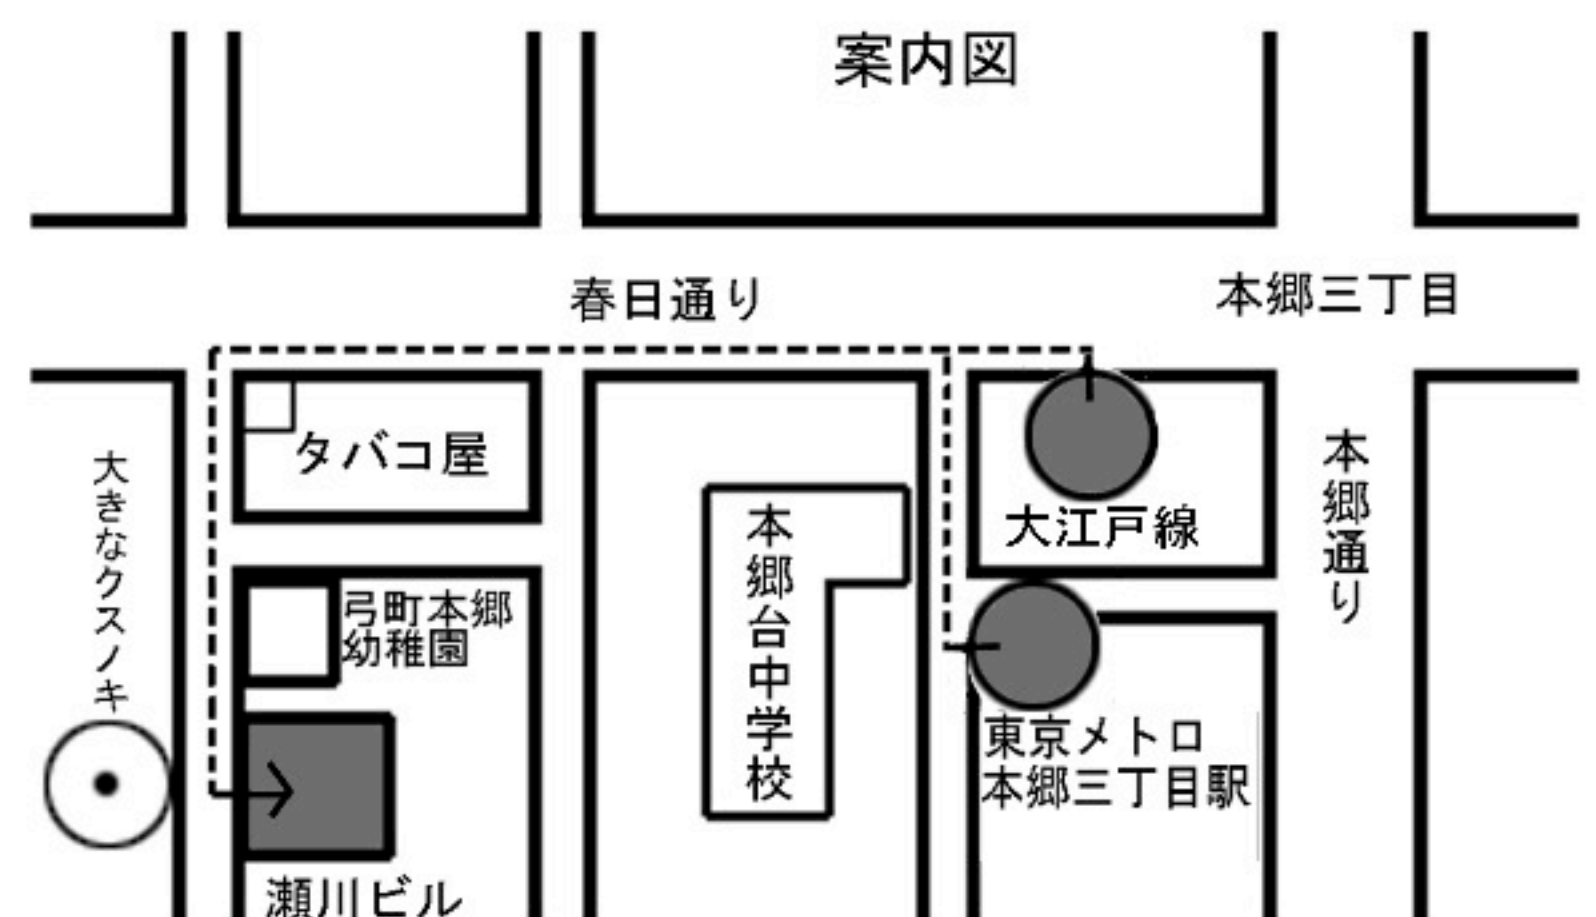 案内図
春日通り
本郷三丁目
タバコ屋
大きなクスノキ
弓町本郷
幼稚園
本郷台中学校
大江戸線
本郷通り
東京メトロ
本郷三丁目駅
瀬川ビル